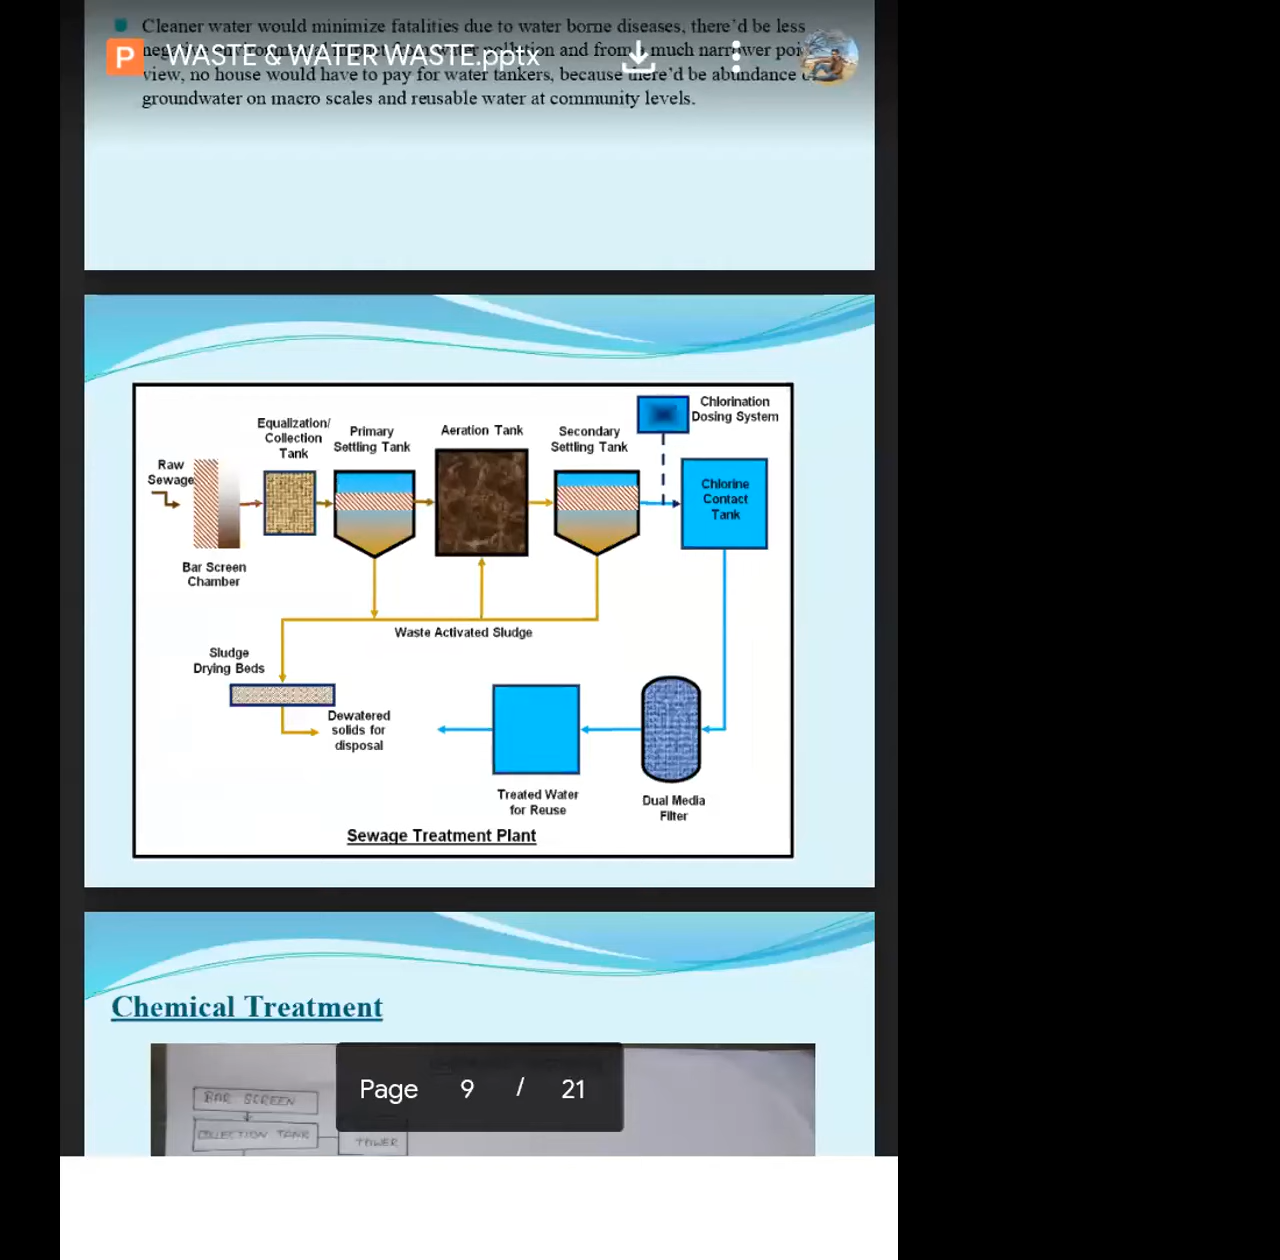 Cleaner water would minimize fatalities due to water borne diseases, there'd be less
WASTE & WATER WASTE.pptx
view, no house would have to pay for water tankers, because there'd be abundance
groundwater on macro scales and reusable water at community levels.
Chlorination
Dosing System
Equalization/
Collection
Tank
Primary
Settling Tank
Aeration Tank
Secondary
Settling Tank
Raw
Sewage
Chlorine
Contact
Tank
Bar Screen
Chamber
Waste Activated Sludge
Sludge
Drying Beds
Dewatered
solids for
disposal
Treated Water
for Reuse
Dual Media
Filter
Sewage Treatment Plant
Chemical Treatment
Page 9 / 21
BAR SCREEN
COLLECTION TANK
TOWER